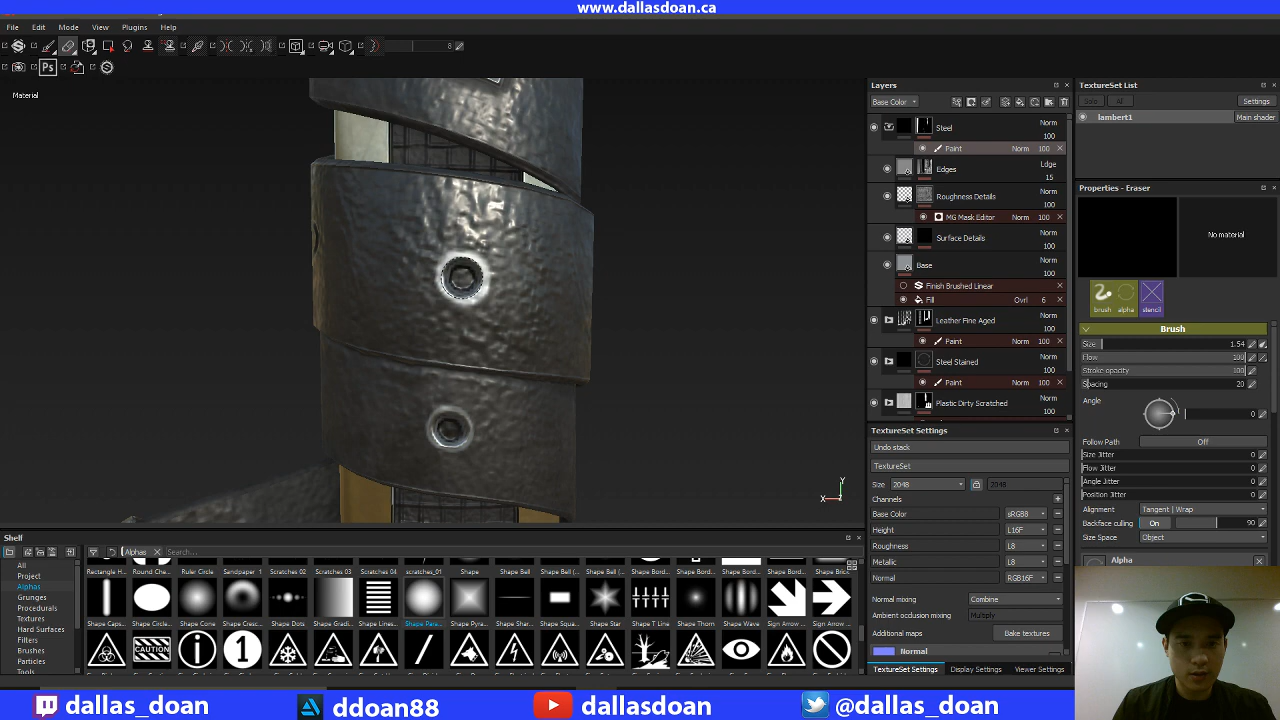 www.dallasdoan.ca
File Edit Mode View Plugins Help
8
Ps
Material
Layers
Base Color
Steel Norm 100
Paint Norm 100
Edges Ldge 15
Roughness Details Norm 100
MG Mask Editor Norm 100
Surface Details Norm 100
Base Norm 100
Finish Brushed Linear
Fill Ovrl 6
Leather Fine Aged Norm 100
Paint Norm 100
Steel Stained Norm 100
Paint Norm 100
Plastic Dirty Scratched Norm 100
TextureSet Settings
Undo stack
TextureSet
Size 2048 2048
Channels
Base Color sRGB8
Height L16F
Roughness L8
Metallic L8
Normal RGB16F
Normal mixing Combine
Ambient occlusion mixing Multiply
Additional maps Bake textures
Normal
TextureSet Settings Display Settings Viewer Settings
TextureSet List
Solo All Settings
lambert1 Main shader
Properties - Eraser
No material
brush alpha stencil
Brush
Size 1.54
Flow 100
Stroke opacity 100
Spacing 20
Angle 0
Follow Path Off
Size Jitter 0
Flow Jitter 0
Angle Jitter 0
Position Jitter 0
Alignment Tangent | Wrap
Backface culling On 90
Size Space Object
Alpha
X Y Z
Shelf
Alphas Search...
All
Project
Alphas
Grunges
Procedurals
Textures
Hard Surfaces
Filters
Brushes
Particles
Tools
Rectangle H... Round Cha... Ruler Circle Sandpaper_1 Scratches 02 Scratches 03 Scratches 04 scratches_01 Shape Shape Bell Shape Bell (... Shape Bell (... Shape Bord... Shape Bord... Shape Bord... Shape Brick
Shape Caps... Shape Circle Shape Cone Shape Cresc... Shape Dots Shape Gradi... Shape Lines... Shape Para... Shape Pyra... Shape Shar... Shape Squa... Shape Star Shape T Line Shape Thorn Shape Wave Sign Arrow ... Sign Arrow ...
CAUTION
1
dallas_doan
ddoan88
dallasdoan
@dallas_doan